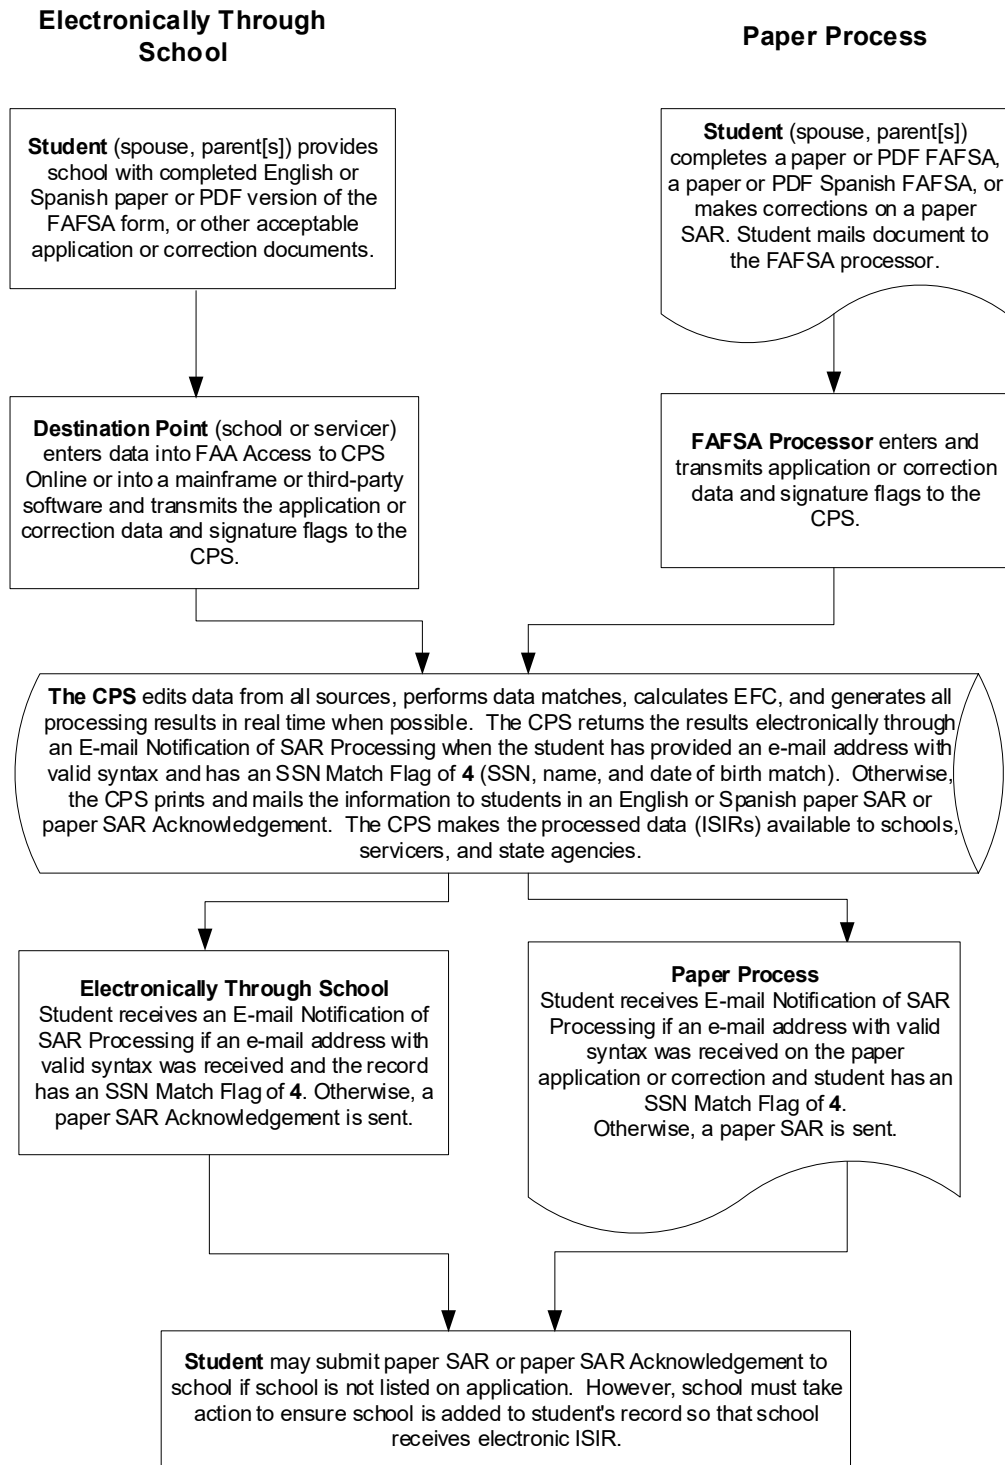 Electronically Through
School
Paper Process
Student (spouse, parent[s]) provides
school with completed English or
Spanish paper or PDF version of the
FAFSA form, or other acceptable
application or correction documents.
Student (spouse, parent[s])
completes a paper or PDF FAFSA,
a paper or PDF Spanish FAFSA, or
makes corrections on a paper
SAR. Student mails document to
the FAFSA processor.
Destination Point (school or servicer)
enters data into FAA Access to CPS
Online or into a mainframe or third-party
software and transmits the application or
correction data and signature flags to the
CPS.
FAFSA Processor enters and
transmits application or correction
data and signature flags to the
CPS.
The CPS edits data from all sources, performs data matches, calculates EFC, and generates all
processing results in real time when possible. The CPS returns the results electronically through
an E-mail Notification of SAR Processing when the student has provided an e-mail address with
valid syntax and has an SSN Match Flag of 4 (SSN, name, and date of birth match). Otherwise,
the CPS prints and mails the information to students in an English or Spanish paper SAR or
paper SAR Acknowledgement. The CPS makes the processed data (ISIRs) available to schools,
servicers, and state agencies.
Electronically Through School
Student receives an E-mail Notification of
SAR Processing if an e-mail address with
valid syntax was received and the record
has an SSN Match Flag of 4. Otherwise, a
paper SAR Acknowledgement is sent.
Paper Process
Student receives E-mail Notification of SAR
Processing if an e-mail address with valid
syntax was received on the paper
application or correction and student has an
SSN Match Flag of 4.
Otherwise, a paper SAR is sent.
Student may submit paper SAR or paper SAR Acknowledgement to
school if school is not listed on application. However, school must take
action to ensure school is added to student's record so that school
receives electronic ISIR.